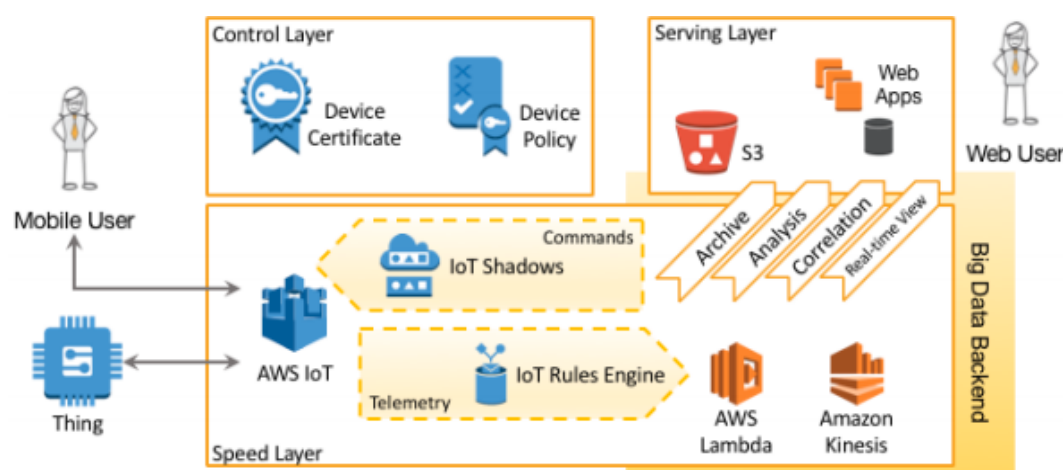 Control Layer
Device
Certificate
Device
Policy
Serving Layer
Web
Apps
S3
Web User
Mobile User
Commands
IoT Shadows
Archive
Analysis
Correlation
Real-time View
Big Data Backend
AWS IoT
IoT Rules Engine
Telemetry
Thing
AWS
Lambda
Amazon
Kinesis
Speed Layer